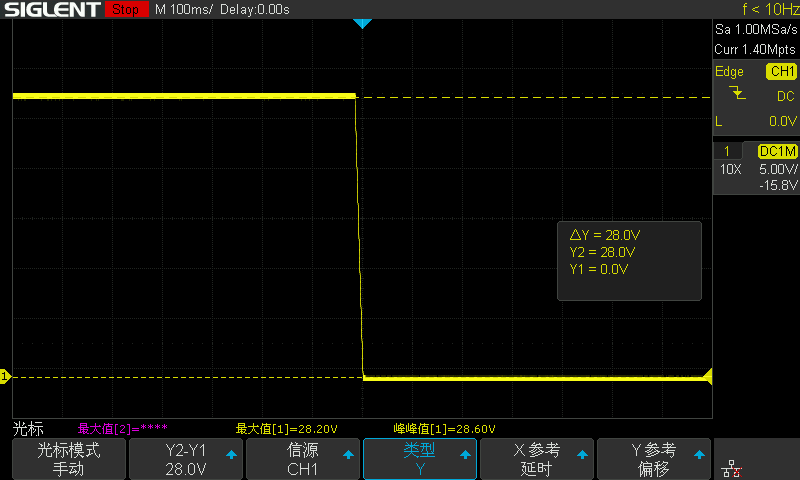 SIGLENT Stop M 100ms/ Delay:0.00s f < 10Hz
Sa 1.00MSa/s
Curr 1.40Mpts
Edge CH1
DC
L 0.0V
1 DC1M
10X 5.00V/
-15.8V
△Y = 28.0V
Y2 = 28.0V
Y1 = 0.0V
1
光标 最大值[2]=**** 最大值[1]=28.20V 峰峰值[1]=28.60V
光标模式 Y2-Y1 信源 类型 X参考 Y参考
手动 28.0V CH1 Y 延时 偏移